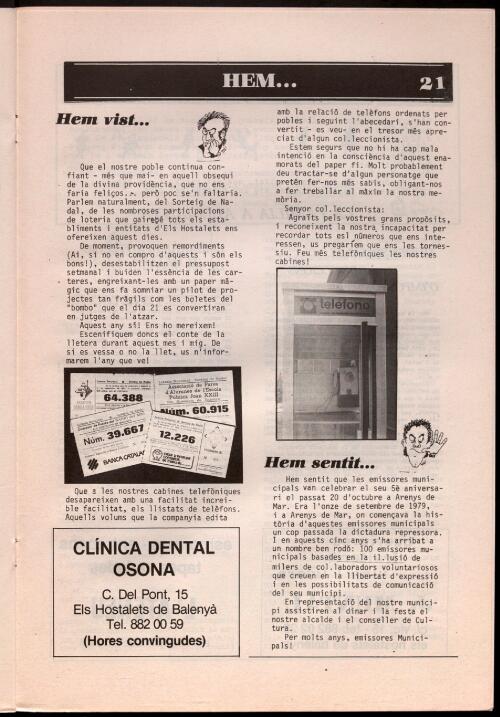 HEM...
21
Hem vist...
Que el nostre poble continua con-
fiant - més que mai- en aquell obsequi
de la divina providència, que no ens
faria feliços... però poc se'n faltaria.
Parlem naturalment, del Sorteig de Na-
dal, de les nombroses participacions
de loteria que gairebé tots els esta-
bliments i entitats d'Els Hostalets ens
ofereixen aquest dies.
De moment, provoquen remordiments
(Ai, si no en compro d'aquests i són els
bons!), desestabilitzen el pressupost
setmanal i buiden l'essència de les car-
teres, engreixant-les amb un paper mà-
gic que ens fa somniar un pilot de pro-
jectes tan fràgils com les boletes del
"bombo" que el dia 21 es convertiran
en jutges de l'atzar.
Aquest any si! Ens ho mereixem!
Escenifiquem doncs el conte de la
lletera durant aquest mes i mig. De
si es vessa o no la llet, us n'infor-
marem l'any que ve!
64.388
Associació de Pares
d'Alumnes de l'Escola
Pública Joan XXIII
Núm. 60.915
Núm. 39.667
12.226
BANCA CATALANA
Que a les nostres cabines telefòniques
desapareixen amb una facilitat increi-
ble facilitat, els llistats de telèfons.
Aquells volums que la companyia edita
CLÍNICA DENTAL
OSONA
C. Del Pont, 15
Els Hostalets de Balenyà
Tel. 882 00 59
(Hores convingudes)
amb la relació de telèfons ordenats per
pobles i seguint l'abecedari, s'han con-
vertit - es veu- en el tresor més apre-
ciat d'algun col.leccionista.
Estem segurs que no hi ha cap mala
intenció en la consciència d'aquest ena-
morats del paper fi. Molt probablement
deu tractar-se d'algun personatge que
pretén fer-nos més sabis, obligant-nos
a fer treballar al màxim la nostra me-
mòria.
Senyor col.leccionista:
Agraïts pels vostres grans propòsits,
i reconeixent la nostra incapacitat per
recordar tots esl números que ens inte-
ressen, us pregaríem que ens les tornes-
siu. Feu més telefòniques les nostres
cabines!
teléfono
Hem sentit...
Hem sentit que les emissores muni-
cipals van celebrar el seu 5è aniversa-
ri el passat 20 d'octubre a Arenys de
Mar. Era l'onze de setembre de 1979,
i a Arenys de Mar, on començava la his-
tòria d'aquestes emissores municipals
un cop passada la dictadura repressora.
I en aquests cinc anys s'ha arribat a
un nombre ben rodó: 100 emissores mu-
nicipals basades en la il.lusió de
milers de col.laboradors voluntariosos
que creuen en la llibertat d'expressió
i en les possibilitats de comunicació
del seu municipi.
En representació del nostre munici-
pi assistiren al dinar i la festa el
nostre alcalde i el conseller de Cul-
tura.
Per molts anys, emissores Munici-
pals!